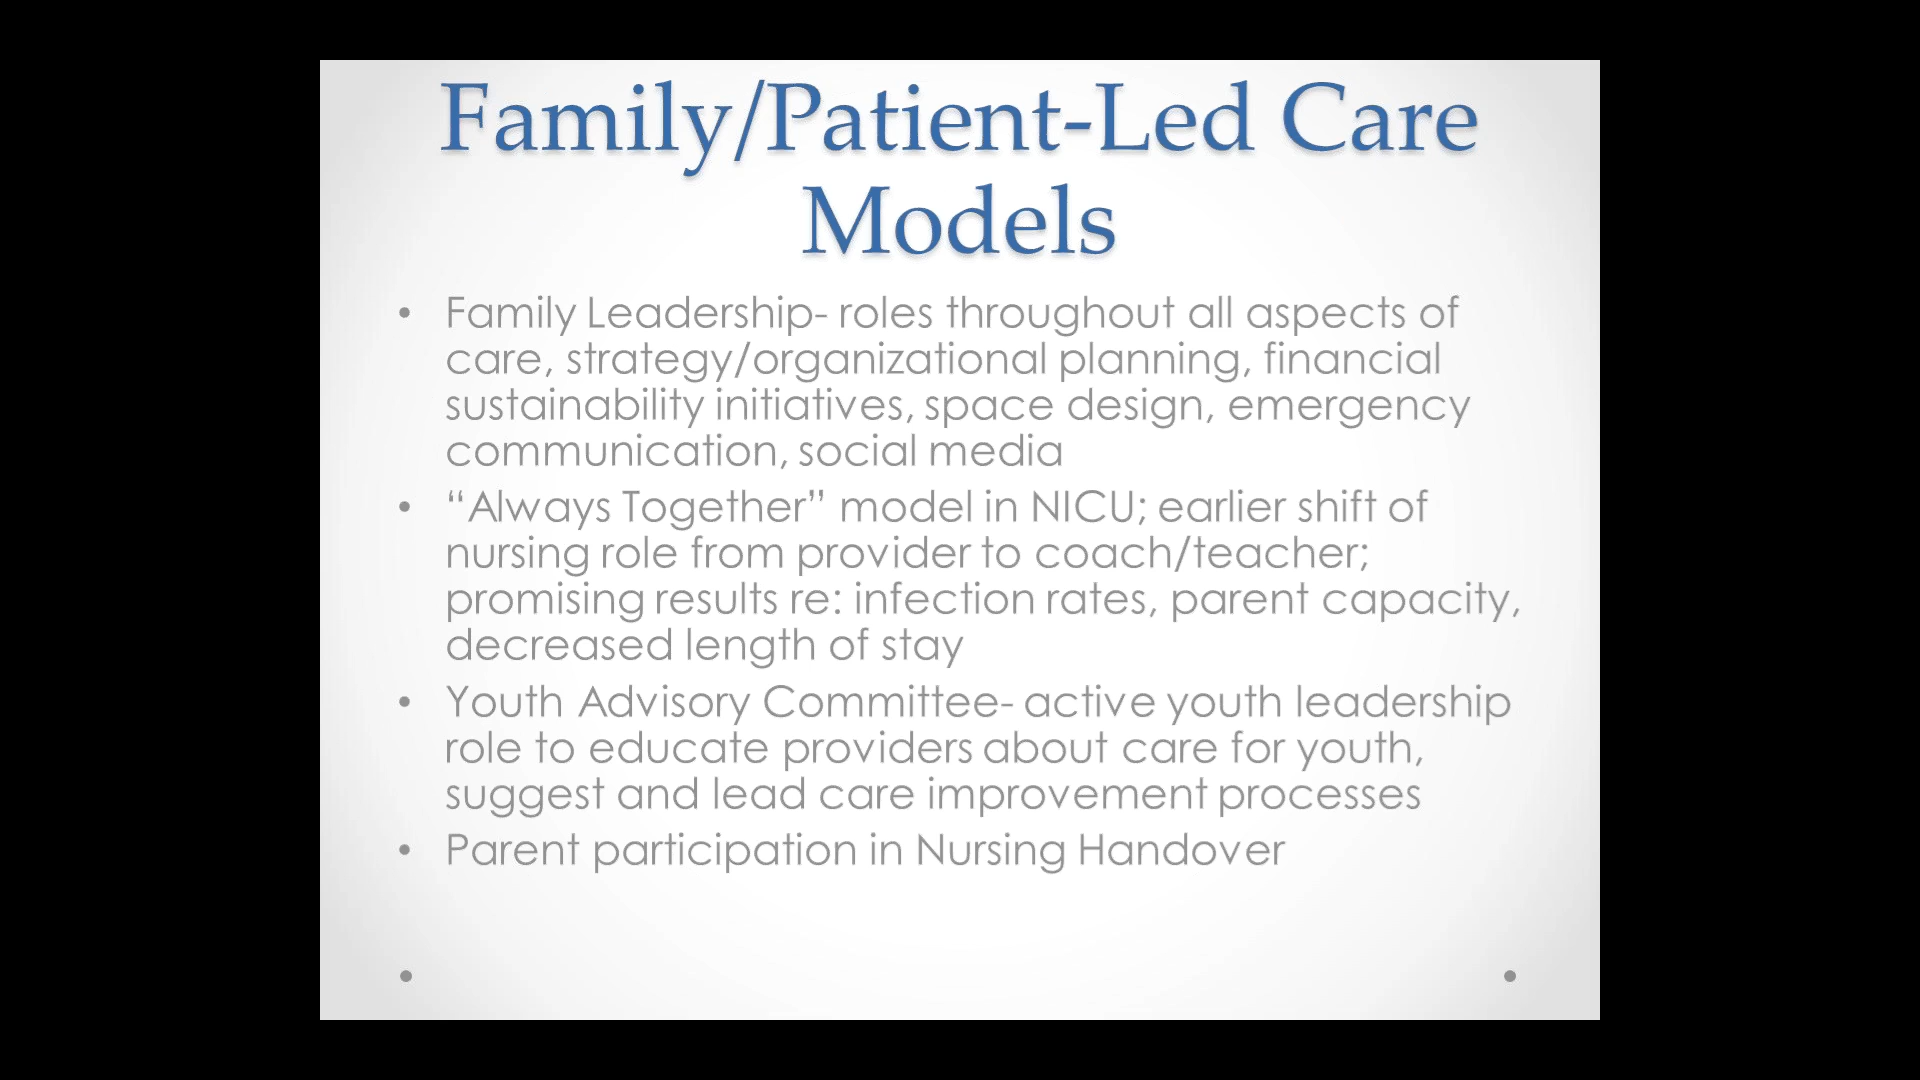 Family/Patient-Led Care
Models
• Family Leadership- roles throughout all aspects of
care, strategy/organizational planning, financial
sustainability initiatives, space design, emergency
communication, social media
• “Always Together” model in NICU; earlier shift of
nursing role from provider to coach/teacher;
promising results re: infection rates, parent capacity,
decreased length of stay
• Youth Advisory Committee- active youth leadership
role to educate providers about care for youth,
suggest and lead care improvement processes
• Parent participation in Nursing Handover